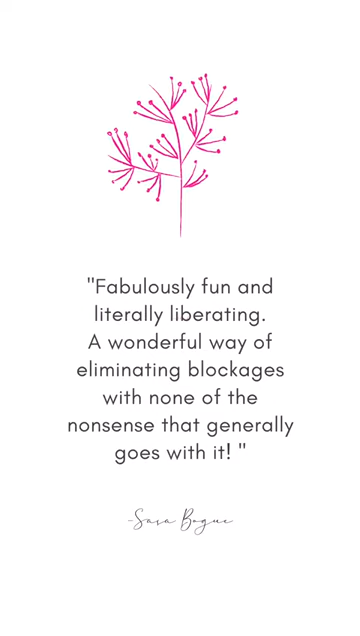 "Fabulously fun and
literally liberating.
A wonderful way of
eliminating blockages
with none of the
nonsense that generally
goes with it! "
-Sara Bogue